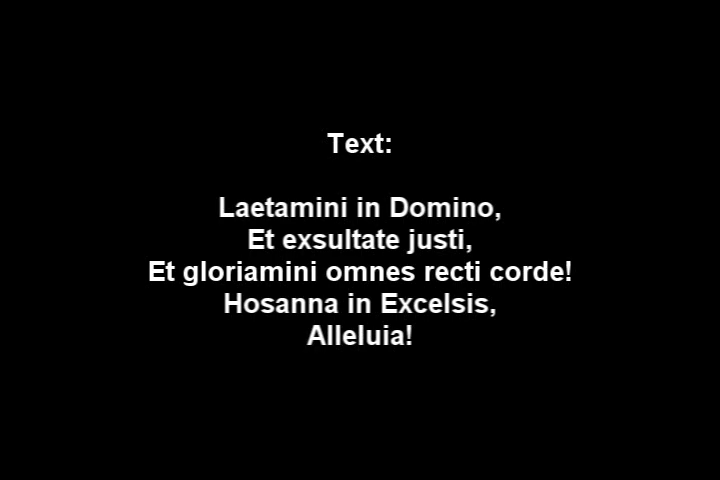 Text:
Laetamini in Domino,
Et exsultate justi,
Et gloriamini omnes recti corde!
Hosanna in Excelsis,
Alleluia!